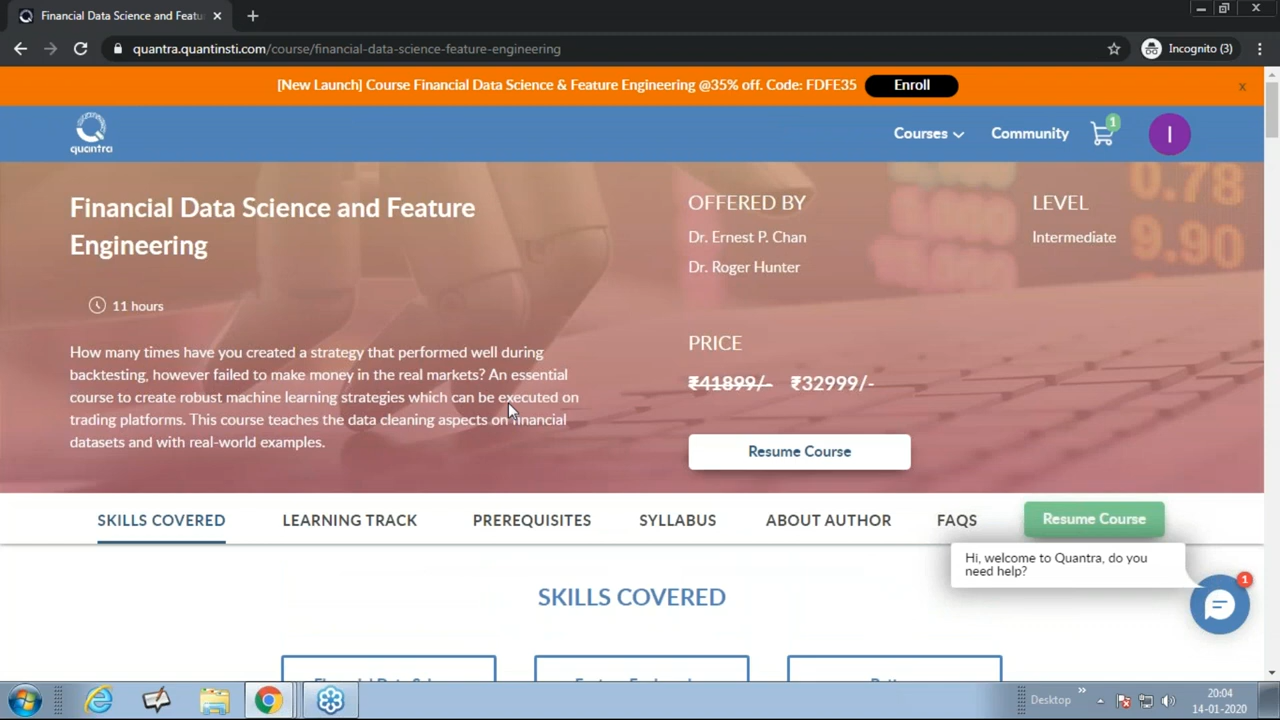 Financial Data Science and Featu
quantra.quantinsti.com/course/financial-data-science-feature-engineering
Incognito (3)
[New Launch] Course Financial Data Science & Feature Engineering @35% off. Code: FDFE35
Enroll
x
quantra
Courses
Community
1
I
Financial Data Science and Feature
Engineering
11 hours
How many times have you created a strategy that performed well during
backtesting, however failed to make money in the real markets? An essential
course to create robust machine learning strategies which can be executed on
trading platforms. This course teaches the data cleaning aspects on financial
datasets and with real-world examples.
OFFERED BY
Dr. Ernest P. Chan
Dr. Roger Hunter
LEVEL
Intermediate
0.78
9.90
PRICE
₹41899/- ₹32999/-
Resume Course
SKILLS COVERED
LEARNING TRACK
PREREQUISITES
SYLLABUS
ABOUT AUTHOR
FAQS
Resume Course
Hi, welcome to Quantra, do you
need help?
1
SKILLS COVERED
Desktop
20:04
14-01-2020